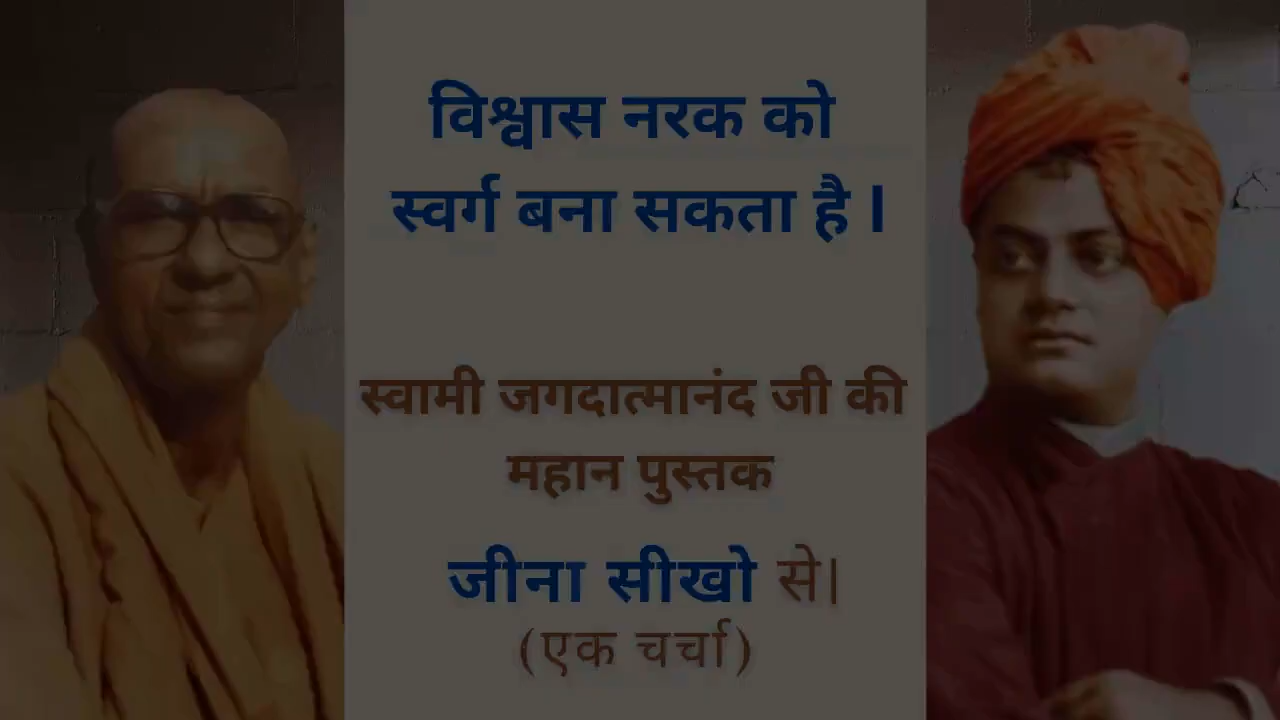 विश्वास नरक को
स्वर्ग बना सकता है I
स्वामी जगदात्मानंद जी की
महान पुस्तक
जीना सीखो से|
(एक चर्चा)